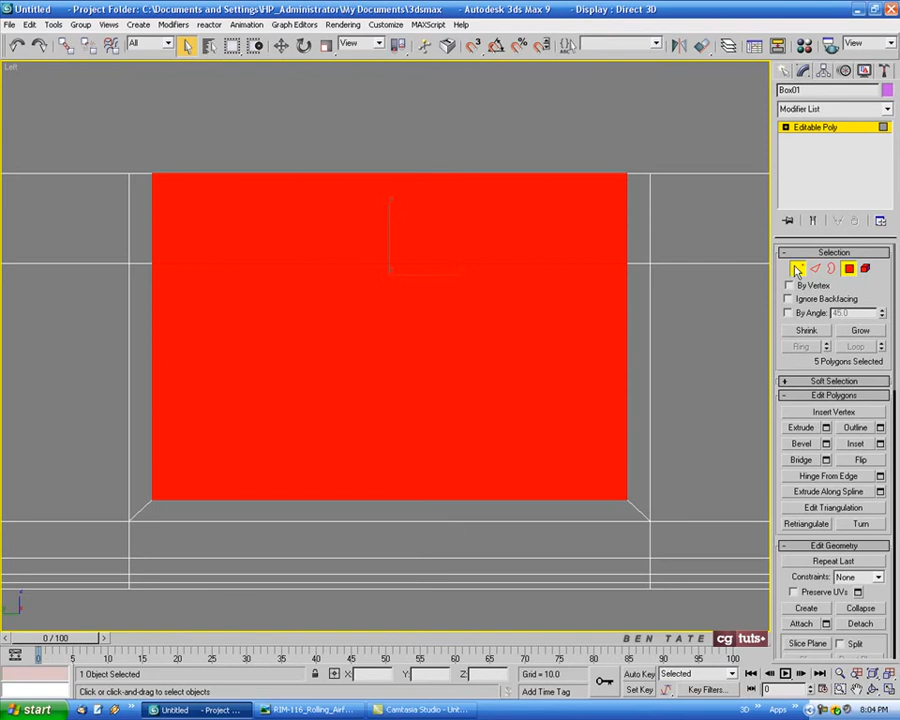 Untitled - Project Folder: C:\Documents and Settings\HP_Administrator\My Documents\3dsmax - Autodesk 3ds Max 9 - Display : Direct 3D
File Edit Tools Group Views Create Modifiers reactor Animation Graph Editors Rendering Customize MAXScript Help
All View View
Left
Box01
Modifier List
Editable Poly
Selection
By Vertex
Ignore Backfacing
By Angle: 45.0
Shrink Grow
Ring Loop
5 Polygons Selected
Soft Selection
Edit Polygons
Insert Vertex
Extrude Outline
Bevel Inset
Bridge Flip
Hinge From Edge
Extrude Along Spline
Edit Triangulation
Retriangulate Turn
Edit Geometry
Repeat Last
Constraints: None
Preserve UVs
Create Collapse
Attach Detach
Slice Plane Split
0 / 100
BEN TATE cg tuts+
0 5 10 15 20 25 30 35 40 45 50 55 60 65 70 75 80 85 90 95 100
1 Object Selected X: Y: Z: Grid = 10.0 Auto Key Selected
Click or click-and-drag to select objects Add Time Tag Set Key Key Filters... 0
start Untitled - Project Fol... RIM-116_Rolling_Airf... Camtasia Studio - Unt... 3D Apps 8:04 PM